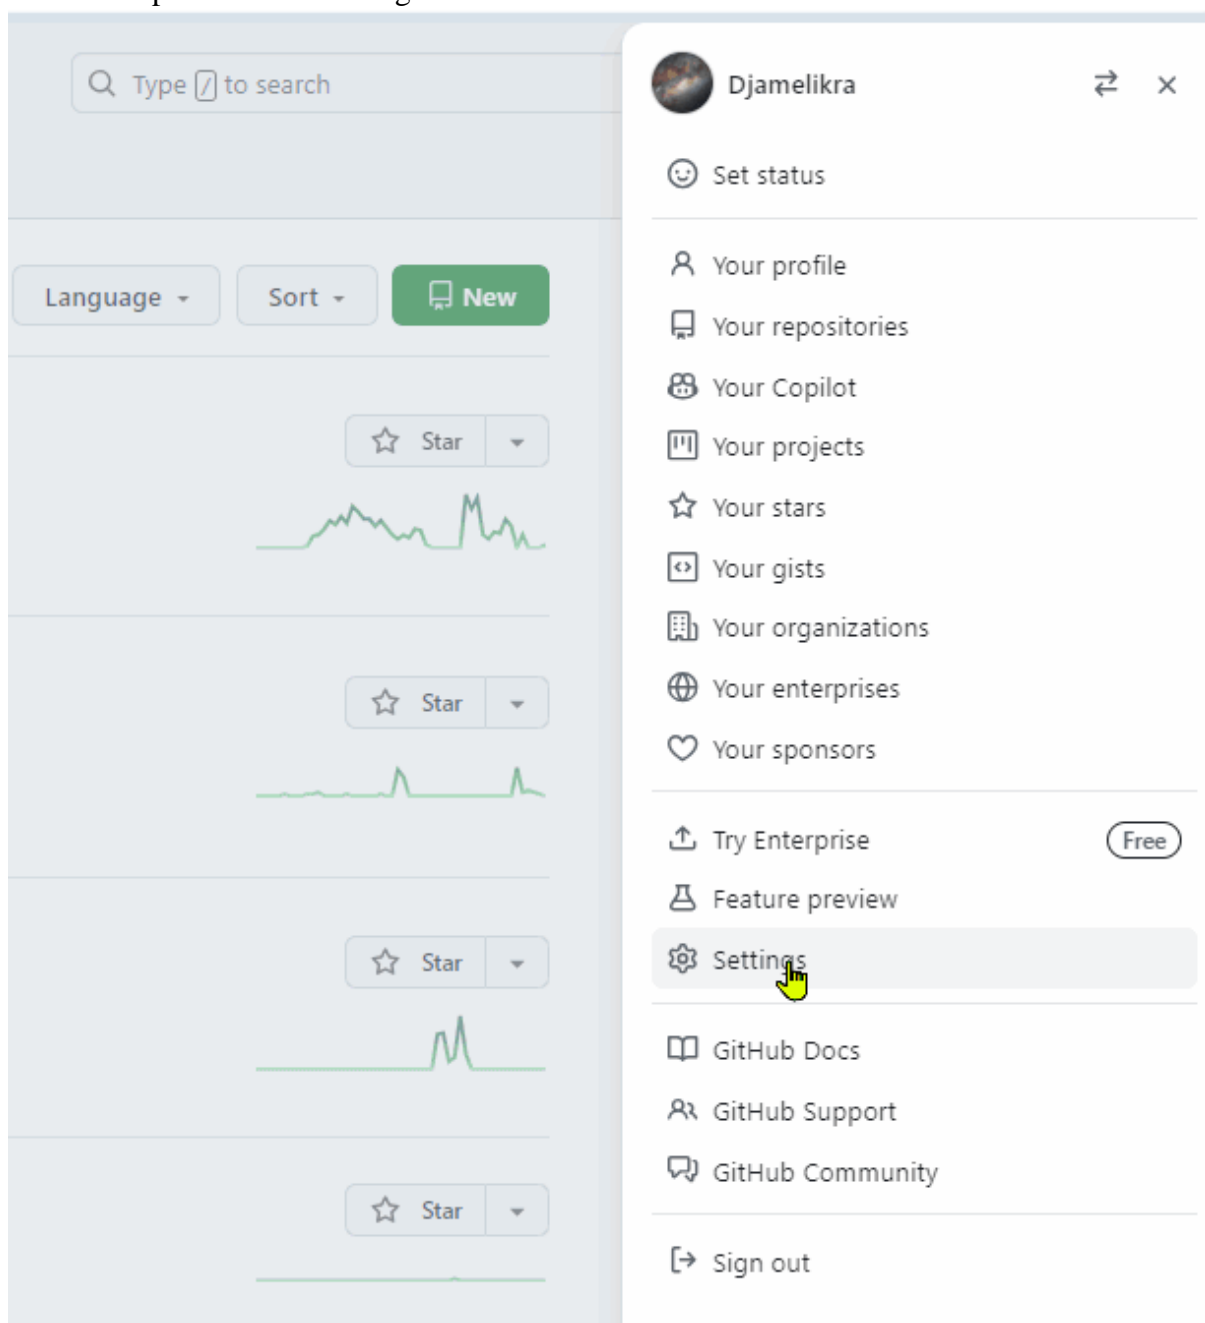 Type / to search
Djamelikra
Set status
Language
Sort
New
Your profile
Your repositories
Your Copilot
Your projects
Your stars
Your gists
Your organizations
Your enterprises
Your sponsors
Star
Star
Star
Star
Try Enterprise
Free
Feature preview
Settings
GitHub Docs
GitHub Support
GitHub Community
Sign out